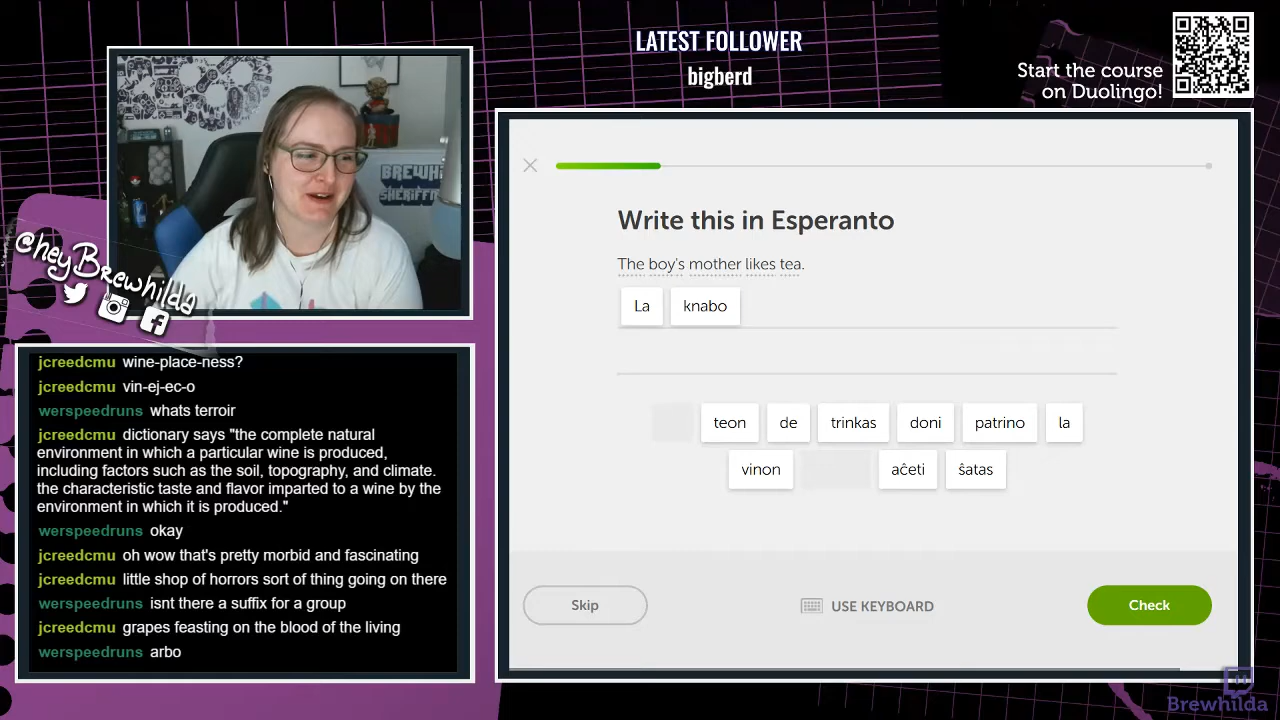 LATEST FOLLOWER
bigberd
Start the course
on Duolingo!
@heyBrewhilda
BREWHI
SHERIFFM
Write this in Esperanto
The boy's mother likes tea.
La knabo
teon de trinkas doni patrino la
vinon aĉeti ŝatas
Skip
USE KEYBOARD
Check
jcreedcmu wine-place-ness?
jcreedcmu vin-ej-ec-o
werspeedruns whats terroir
jcreedcmu dictionary says "the complete natural
environment in which a particular wine is produced,
including factors such as the soil, topography, and climate.
the characteristic taste and flavor imparted to a wine by the
environment in which it is produced."
werspeedruns okay
jcreedcmu oh wow that's pretty morbid and fascinating
jcreedcmu little shop of horrors sort of thing going on there
werspeedruns isnt there a suffix for a group
jcreedcmu grapes feasting on the blood of the living
werspeedruns arbo
Brewhilda